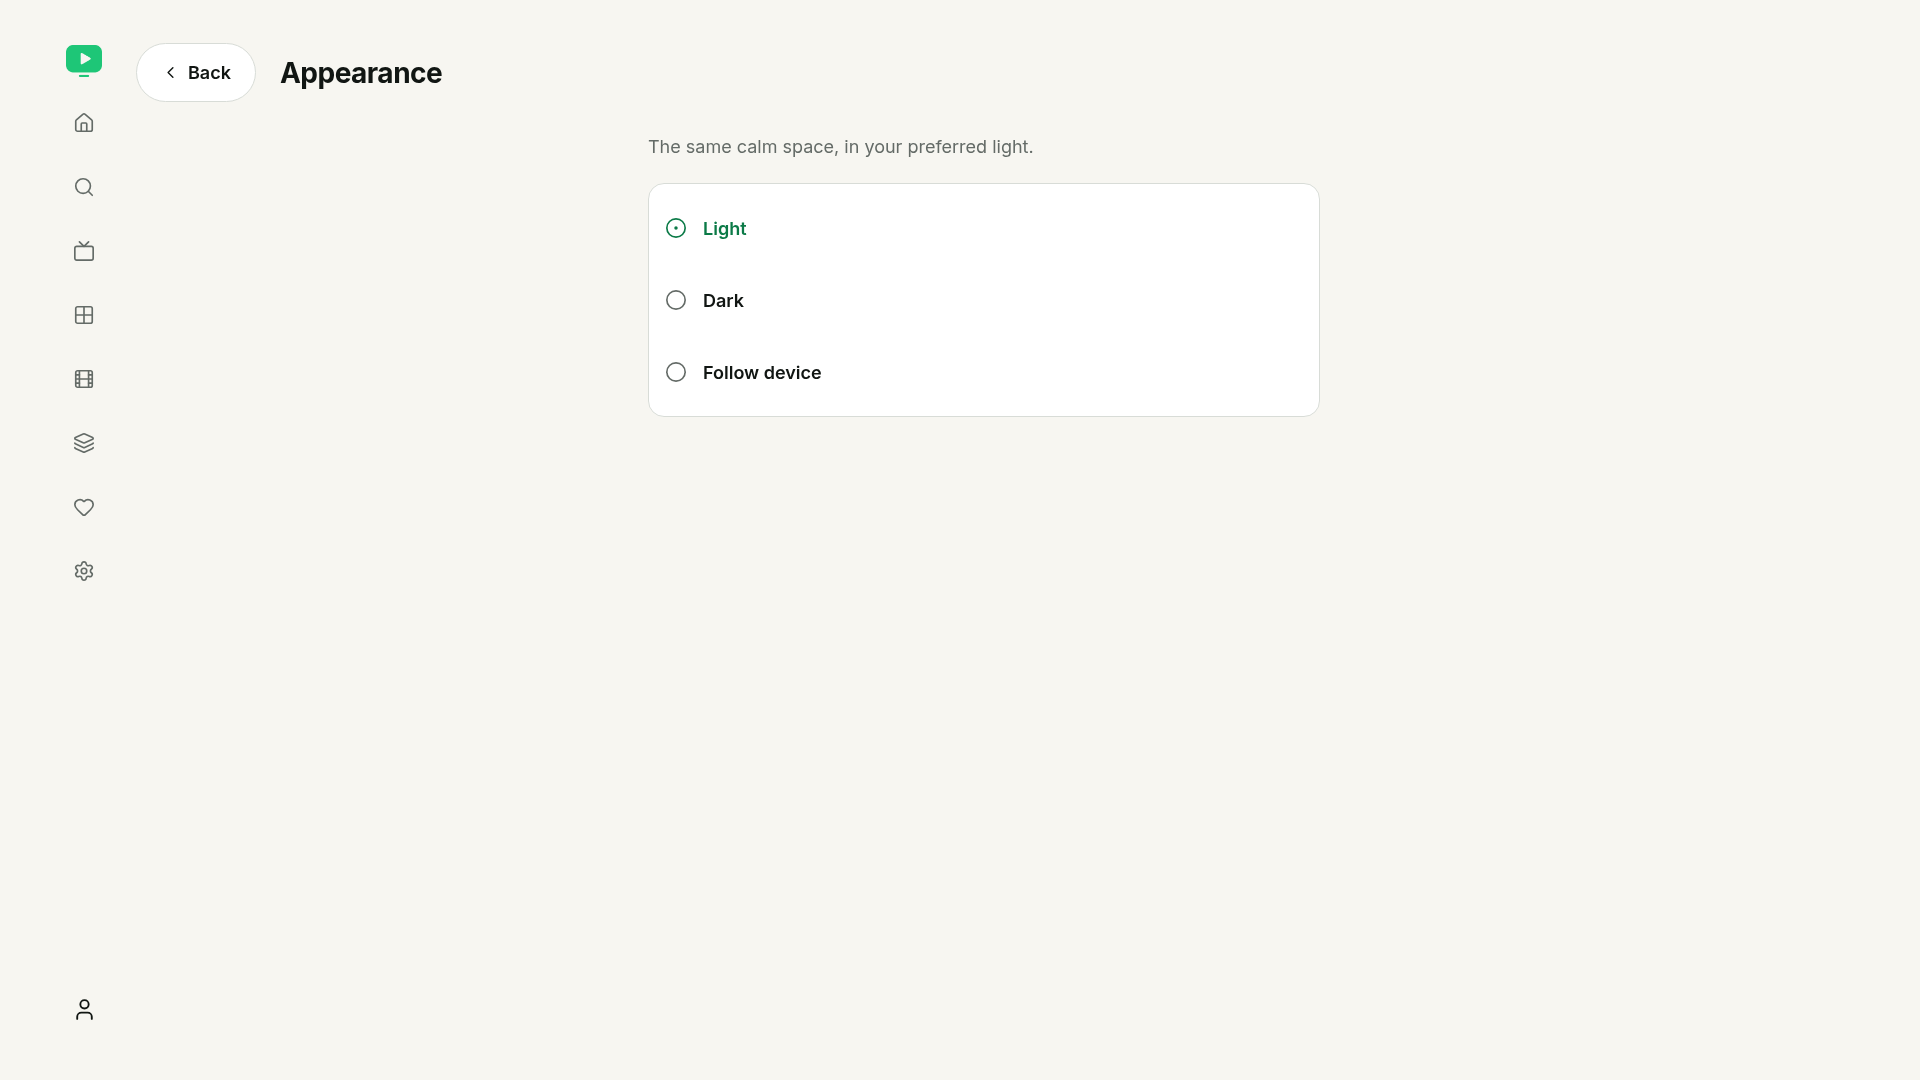 Back
Appearance
The same calm space, in your preferred light.
Light
Dark
Follow device